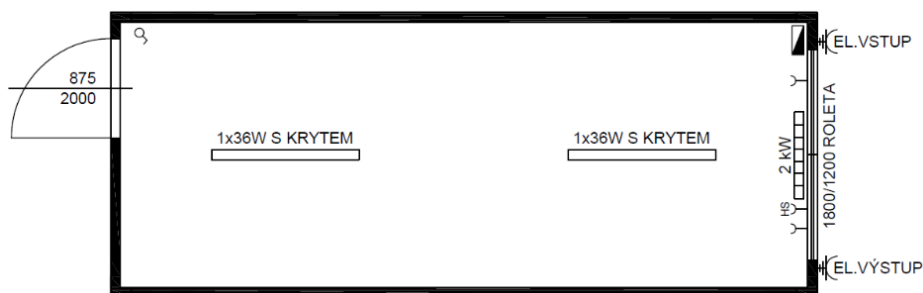 EL.VSTUP
875
2000
1x36W S KRYTEM
1x36W S KRYTEM
2 kW
1800/1200 ROLETA
HS
EL.VÝSTUP